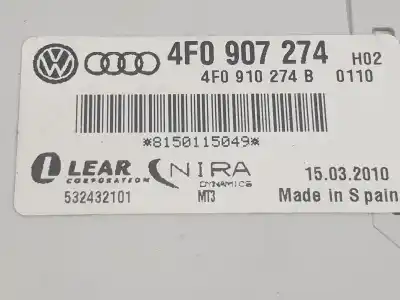 4F0 907 274 H02
4F0 910 274 B 0110
*8150115049*
LEAR NIRA 15.03.2010
CORPORATION DYNAMICS
532432101 MT3 Made in Spain